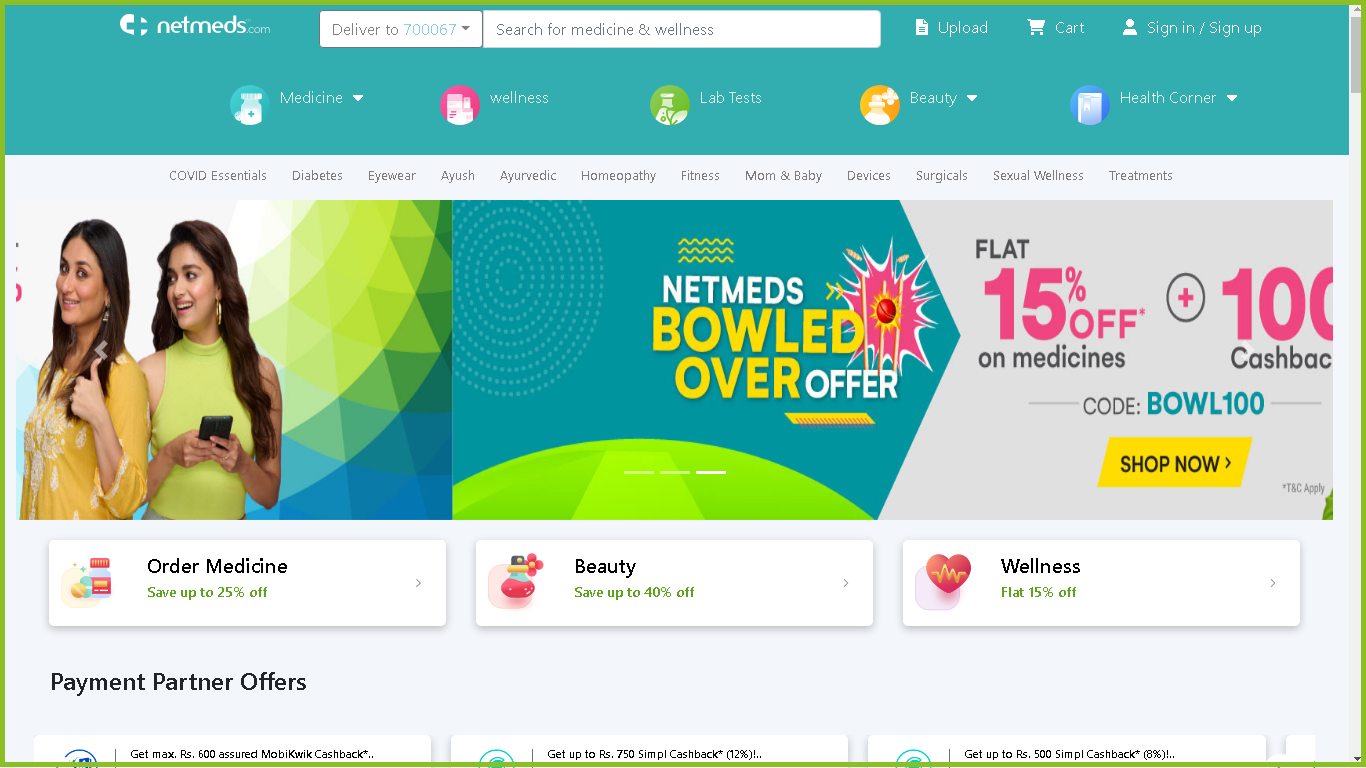 netmeds.com
Deliver to 700067
Search for medicine & wellness
Upload
Cart
Sign in / Sign up
Medicine
wellness
Lab Tests
Beauty
Health Corner
COVID Essentials
Diabetes
Eyewear
Ayush
Ayurvedic
Homeopathy
Fitness
Mom & Baby
Devices
Surgicals
Sexual Wellness
Treatments
NETMEDS
BOWLED
OVER OFFER
FLAT
15% OFF*
on medicines
+
100
Cashbac
CODE: BOWL100
SHOP NOW ›
*T&C Apply
Order Medicine
Save up to 25% off
Beauty
Save up to 40% off
Wellness
Flat 15% off
Payment Partner Offers
Get max. Rs. 600 assured MobiKwik Cashback*..
Get up to Rs. 750 Simpl Cashback* (12%)!..
Get up to Rs. 500 Simpl Cashback* (8%)!..